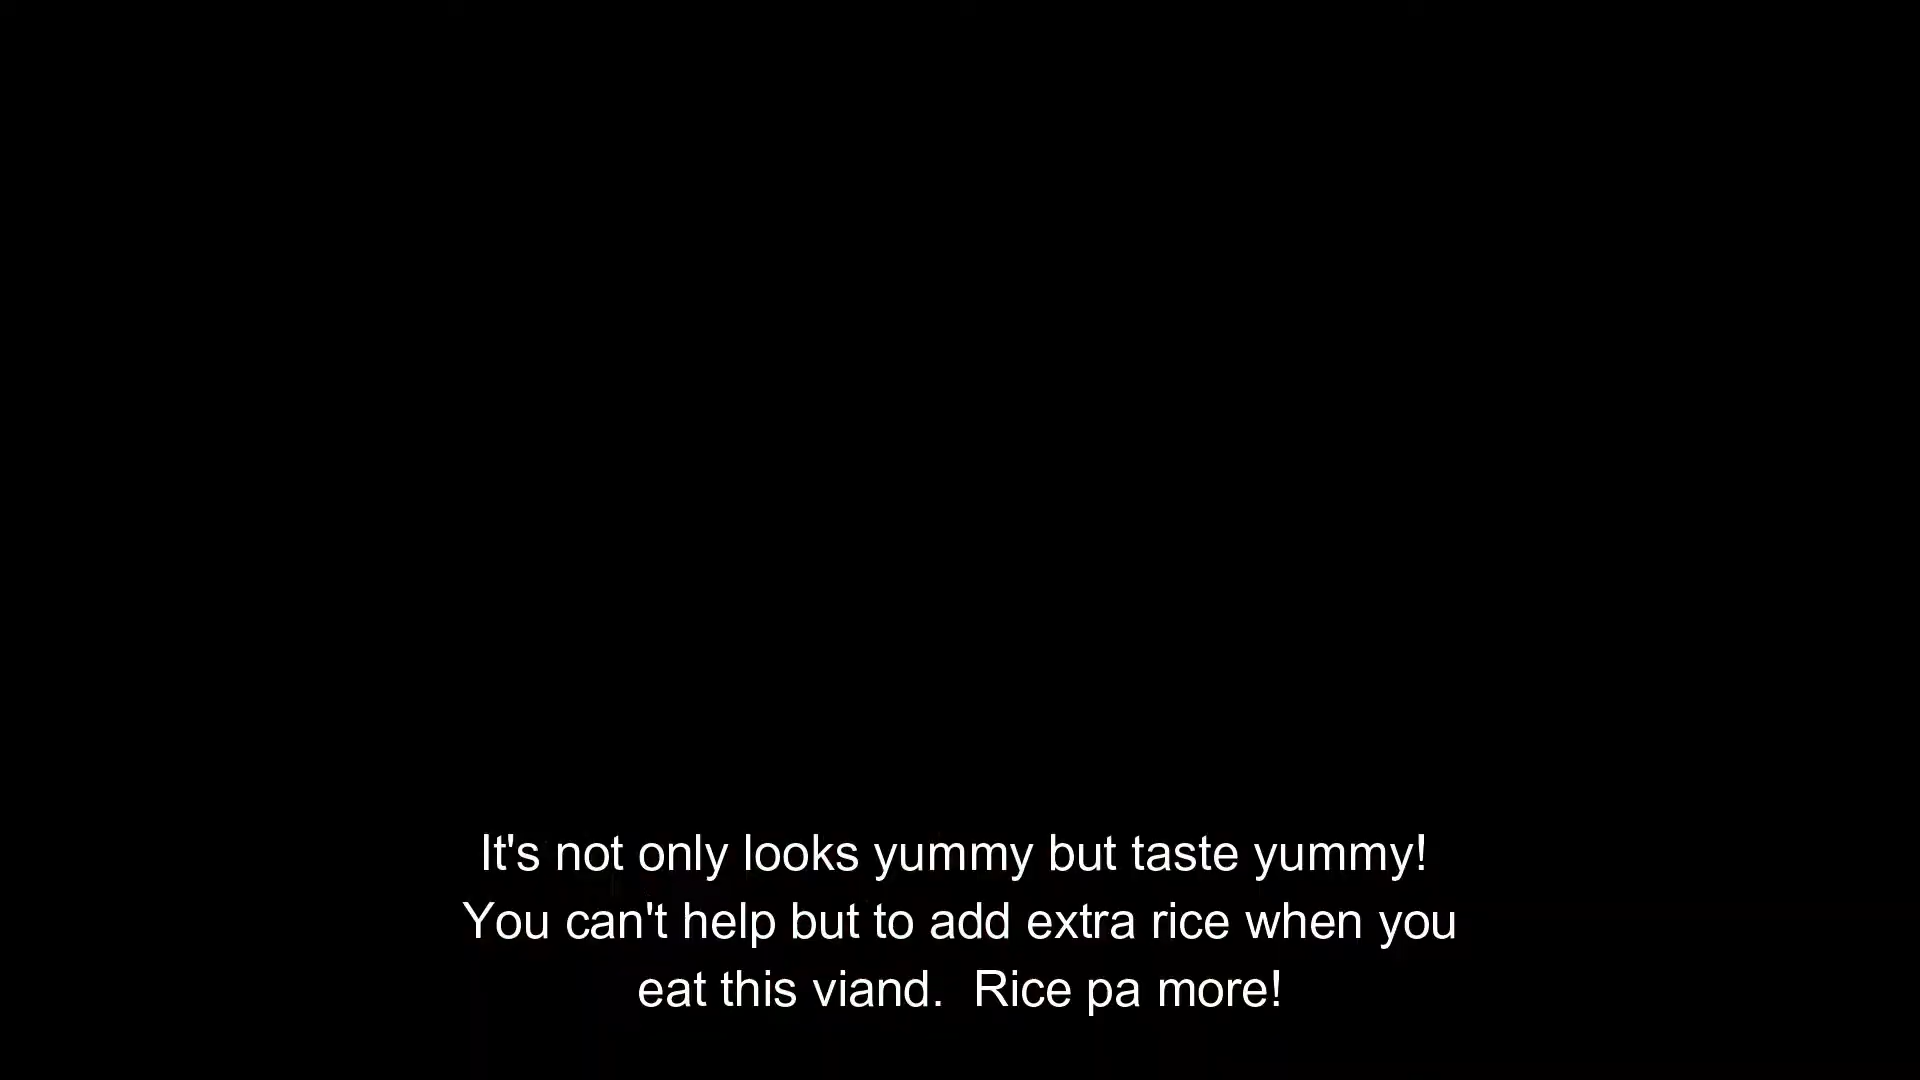 It's not only looks yummy but taste yummy!
You can't help but to add extra rice when you
eat this viand.  Rice pa more!